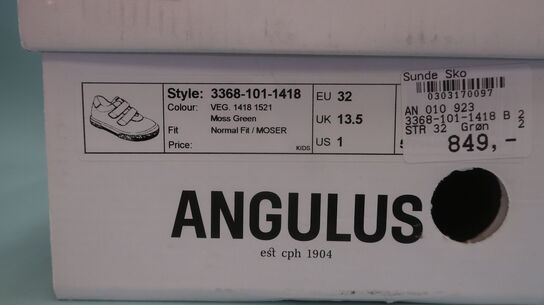 Style: 3368-101-1418
Colour: VEG. 1418 1521
Moss Green
Fit Normal Fit / MOSER
Price:
KIDS
EU 32
UK 13.5
US 1
Sunde Sko
0303170097
AN 010 923
3368-101-1418 B 2
STR 32 Grøn 2
849,-
ANGULUS
est cph 1904